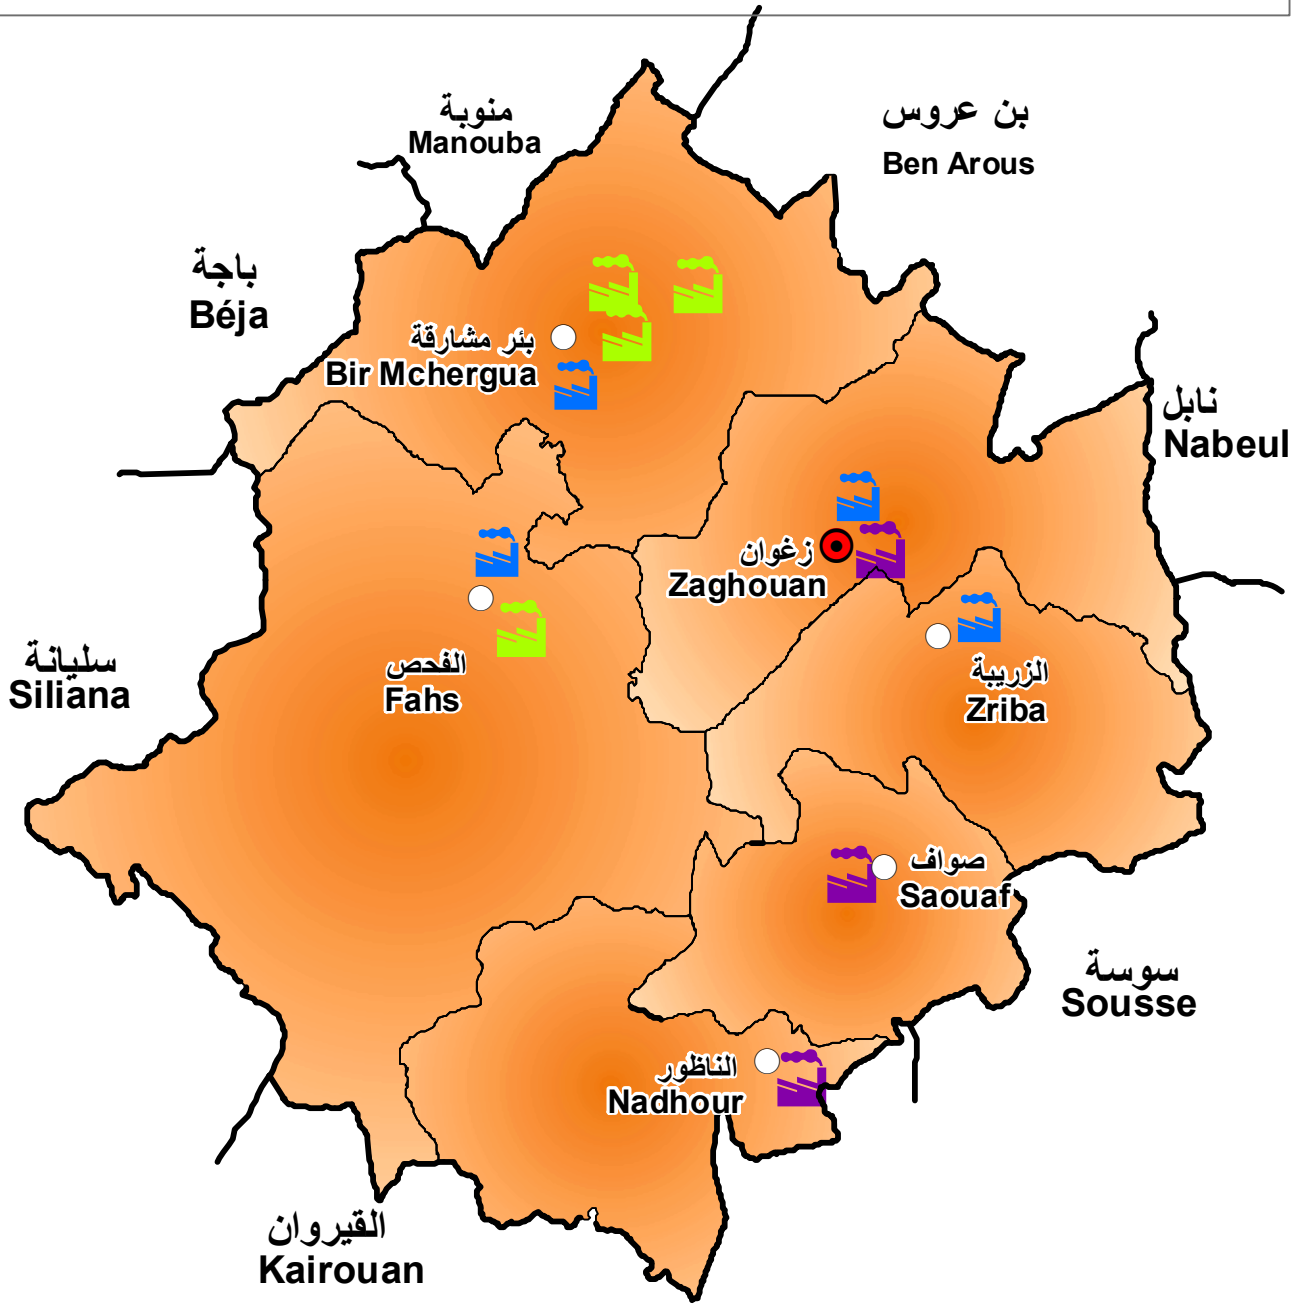 منوبة
Manouba
بن عروس
Ben Arous
باجة
Béja
بئر مشارقة
Bir Mchergua
نابل
Nabeul
زغوان
Zaghouan
سليانة
Siliana
الفحص
Fahs
الزريبة
Zriba
صواف
Saouaf
سوسة
Sousse
الناظور
Nadhour
القيروان
Kairouan